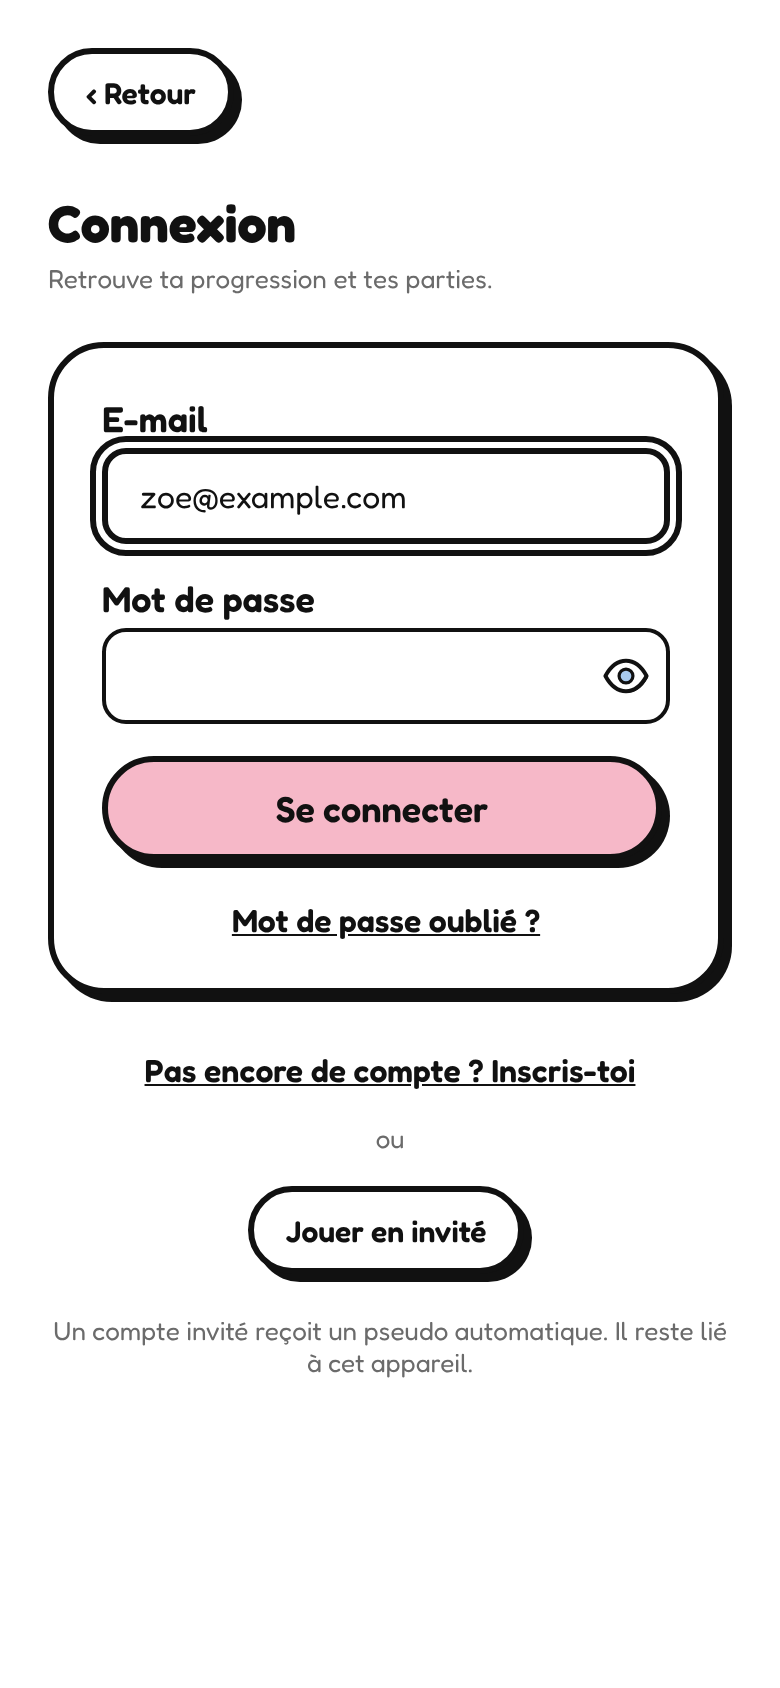 ‹ Retour
Connexion
Retrouve ta progression et tes parties.
E-mail
zoe@example.com
Mot de passe
Se connecter
Mot de passe oublié ?
Pas encore de compte ? Inscris-toi
ou
Jouer en invité
Un compte invité reçoit un pseudo automatique. Il reste lié
à cet appareil.